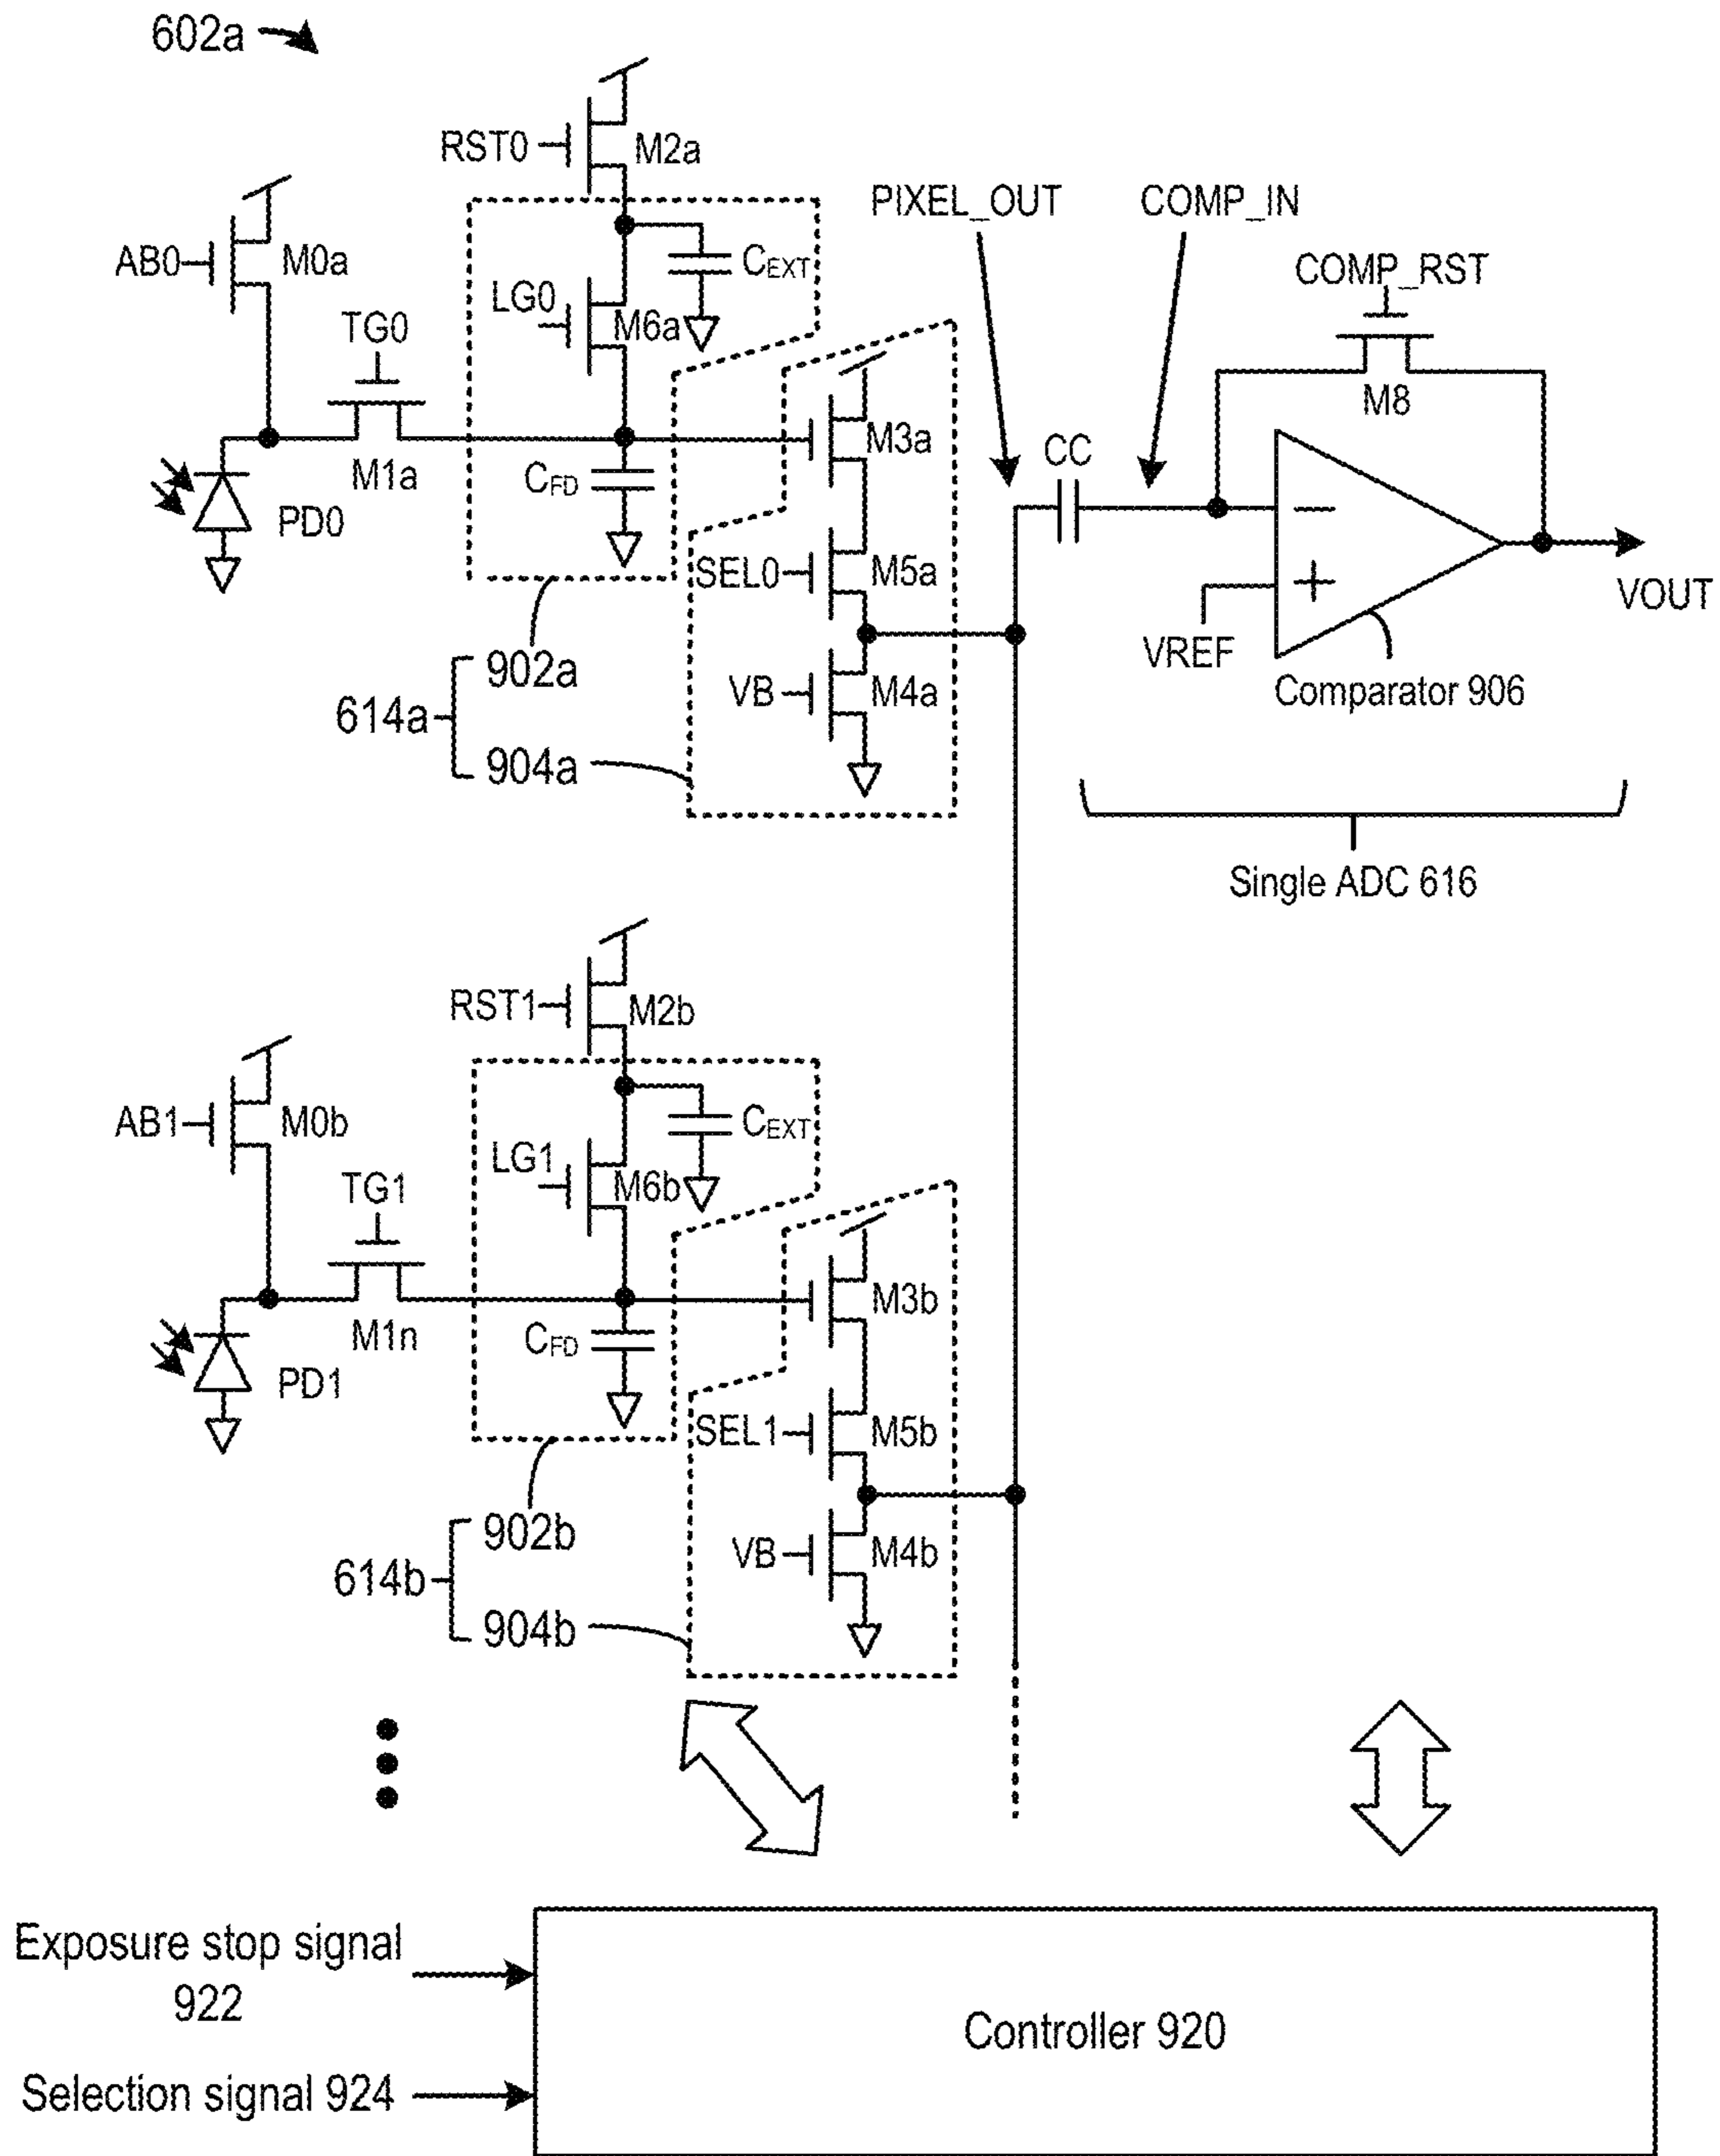 602a
RST0
M2a
PIXEL_OUT
COMP_IN
AB0
M0a
CEXT
COMP_RST
LG0
M6a
TG0
M8
M3a
CC
M1a
CFD
PD0
−
SEL0
M5a
+
VOUT
VREF
902a
VB
M4a
Comparator 906
614a
904a
Single ADC 616
RST1
M2b
AB1
M0b
CEXT
LG1
M6b
TG1
M3b
M1n
CFD
PD1
SEL1
M5b
902b
VB
M4b
614b
904b
Exposure stop signal
922
Controller 920
Selection signal 924